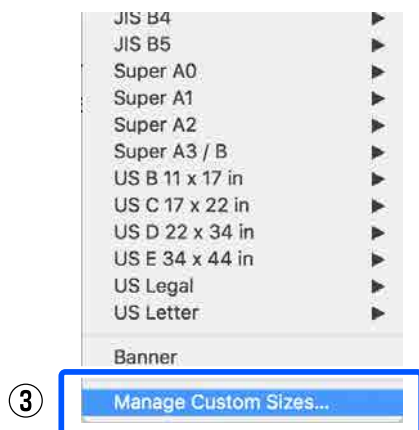 JIS B4
JIS B5
Super A0
Super A1
Super A2
Super A3 / B
US B 11 x 17 in
US C 17 x 22 in
US D 22 x 34 in
US E 34 x 44 in
US Legal
US Letter
Banner
③ Manage Custom Sizes...